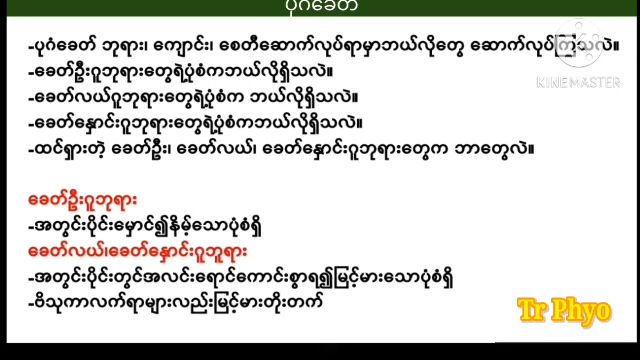 ပုဂံခေတ်
-ပုဂံခေတ် ဘုရား၊ ကျောင်း၊ စေတီဆောက်လုပ်ရာမှာဘယ်လိုတွေ ဆောက်လုပ်ကြသလဲ။
-ခေတ်ဦးဂူဘုရားတွေရဲ့ပုံစံကဘယ်လိုရှိသလဲ။
-ခေတ်လယ်ဂူဘုရားတွေရဲ့ပုံစံက ဘယ်လိုရှိသလဲ။
-ခေတ်နှောင်းဂူဘုရားတွေရဲ့ပုံစံကဘယ်လိုရှိသလဲ။
-ထင်ရှားတဲ့ ခေတ်ဦး၊ ခေတ်လယ်၊ ခေတ်နှောင်းဂူဘုရားတွေက ဘာတွေလဲ။
ခေတ်ဦးဂူဘုရား
-အတွင်းပိုင်းမှောင်၍နိမ့်သောပုံစံရှိ
ခေတ်လယ်၊ခေတ်နှောင်းဂူဘုရား
-အတွင်းပိုင်းတွင်အလင်းရောင်ကောင်းစွာရ၍မြင့်မားသောပုံစံရှိ
-ဗိသုကာလက်ရာများလည်းမြင့်မားတိုးတက်
KINEMASTER
Tr Phyo